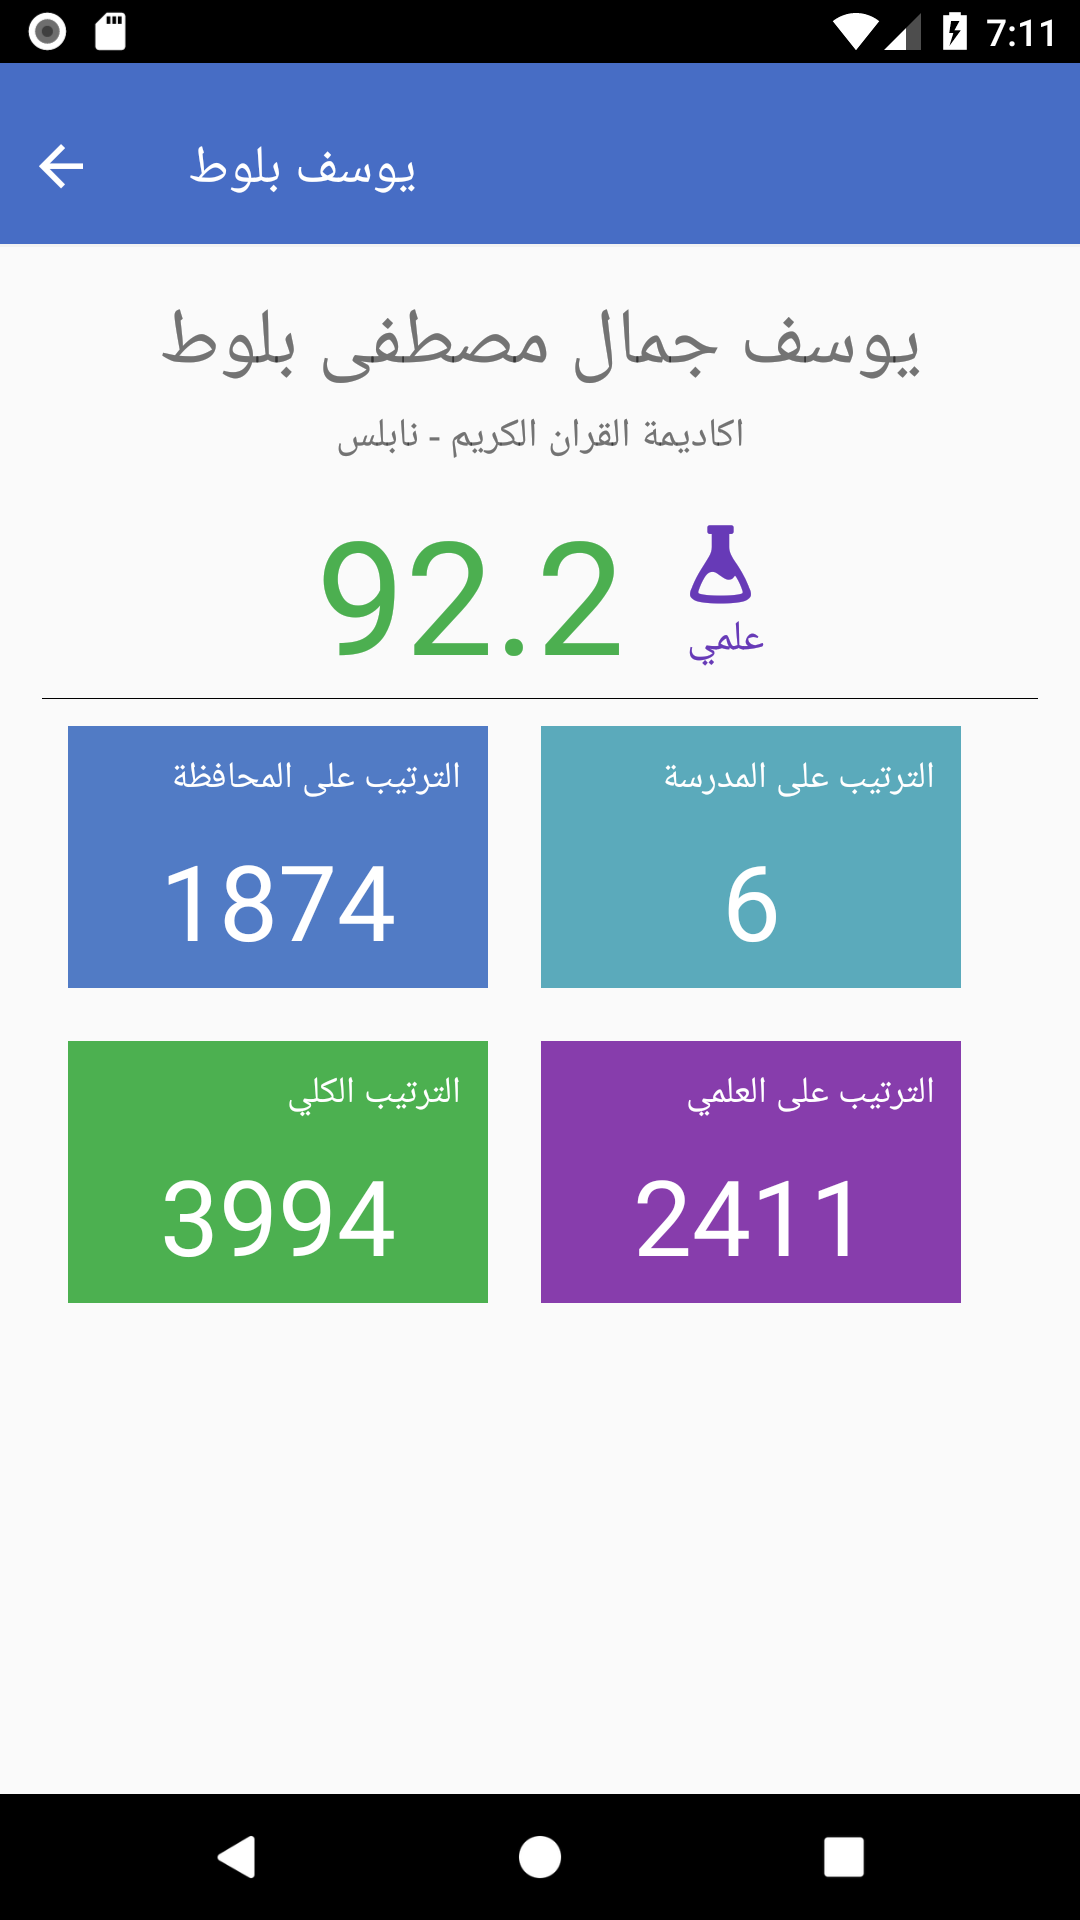 7:11
يوسف بلوط
يوسف جمال مصطفى بلوط
اكاديمة القران الكريم - نابلس
92.2
علمي
الترتيب على المدرسة
6
الترتيب على المحافظة
1874
الترتيب على العلمي
2411
الترتيب الكلي
3994